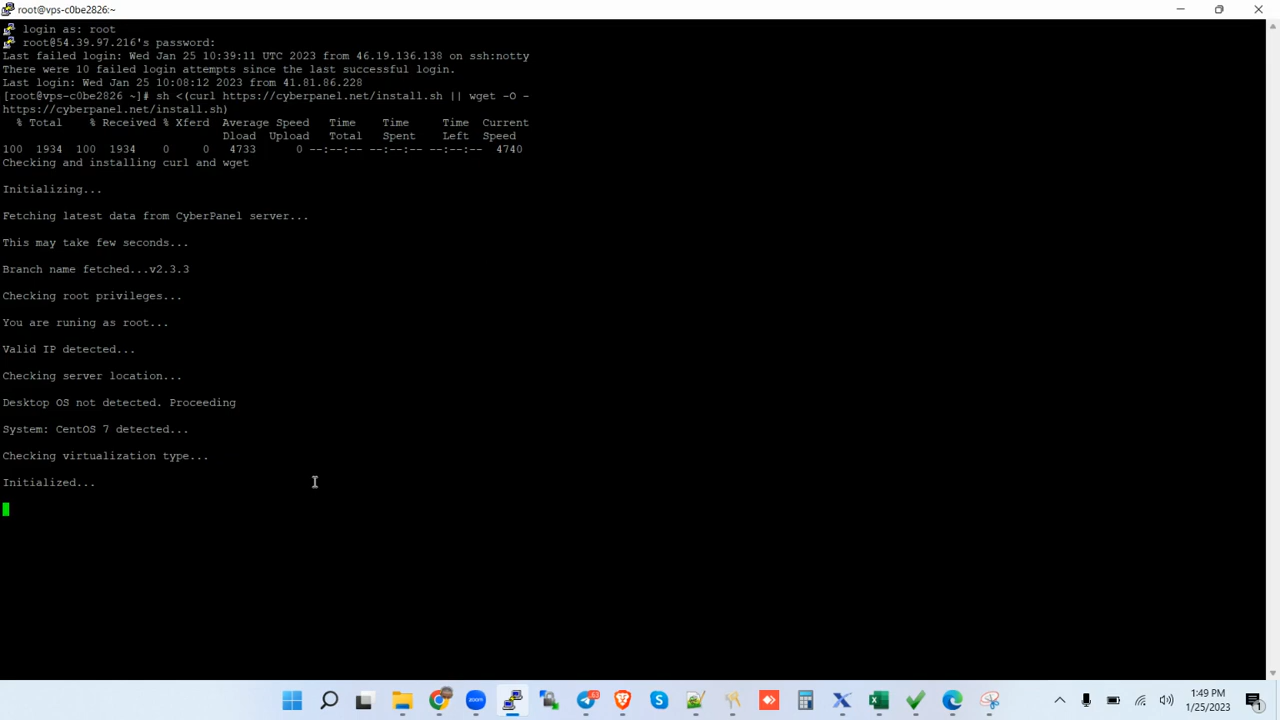 root@vps-c0be2826:~
login as: root
root@54.39.97.216's password:
Last failed login: Wed Jan 25 10:39:11 UTC 2023 from 46.19.136.138 on ssh:notty
There were 10 failed login attempts since the last successful login.
Last login: Wed Jan 25 10:08:12 2023 from 41.81.86.228
[root@vps-c0be2826 ~]# sh <(curl https://cyberpanel.net/install.sh || wget -O -
https://cyberpanel.net/install.sh)
% Total % Received % Xferd Average Speed Time Time Time Current
Dload Upload Total Spent Left Speed
100 1934 100 1934 0 0 4733 0 --:--:-- --:--:-- --:--:-- 4740
Checking and installing curl and wget
Initializing...
Fetching latest data from CyberPanel server...
This may take few seconds...
Branch name fetched...v2.3.3
Checking root privileges...
You are runing as root...
Valid IP detected...
Checking server location...
Desktop OS not detected. Proceeding
System: CentOS 7 detected...
Checking virtualization type...
Initialized...
zoom
63
1:49 PM
1/25/2023
1